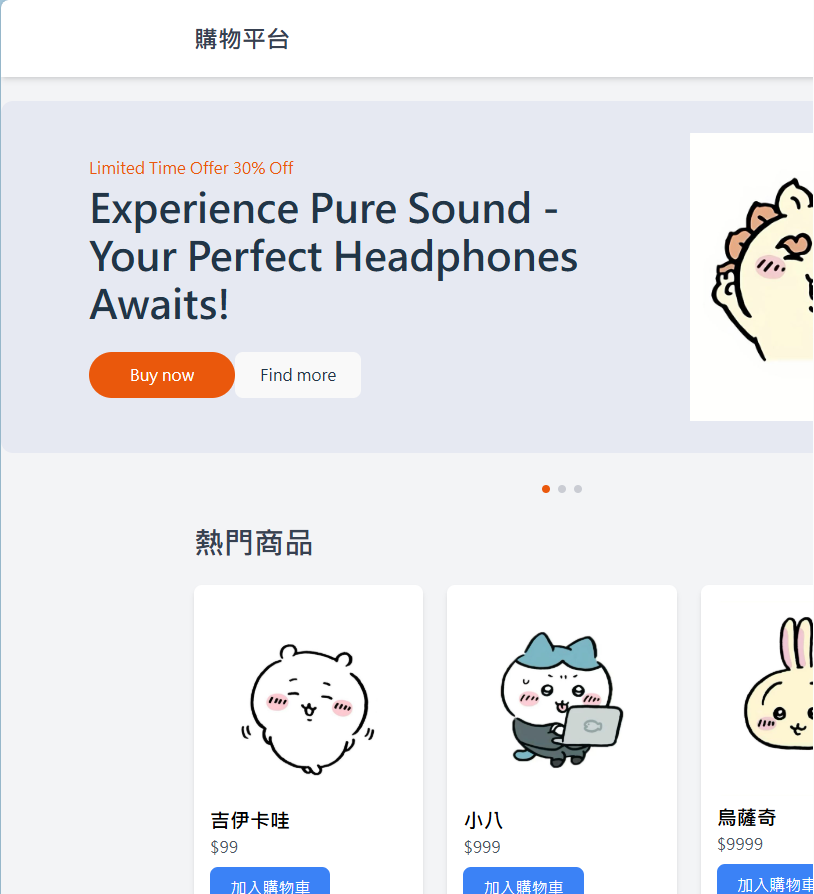 購物平台
Limited Time Offer 30% Off
Experience Pure Sound -
Your Perfect Headphones
Awaits!
Buy now
Find more
熱門商品
吉伊卡哇
$99
加入購物車
小八
$999
加入購物車
烏薩奇
$9999
加入購物車